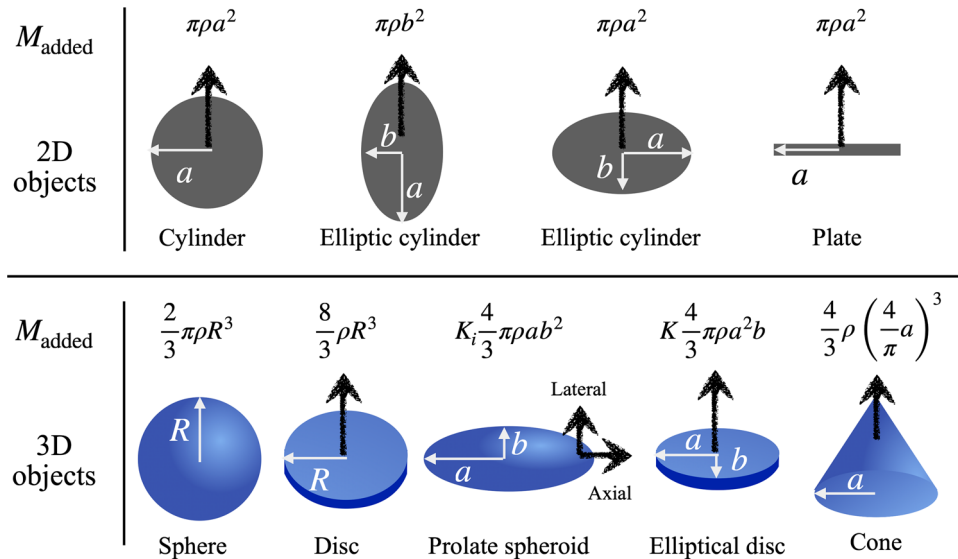 M_added πρa² πρb² πρa² πρa²
2D objects
a b a a b a
Cylinder Elliptic cylinder Elliptic cylinder Plate
M_added 2/3 πρR³ 8/3 ρR³ K_i 4/3 πρab² K 4/3 πρa²b 4/3 ρ (4/π a)³
Lateral
3D objects
R R a b a b a
Axial
Sphere Disc Prolate spheroid Elliptical disc Cone